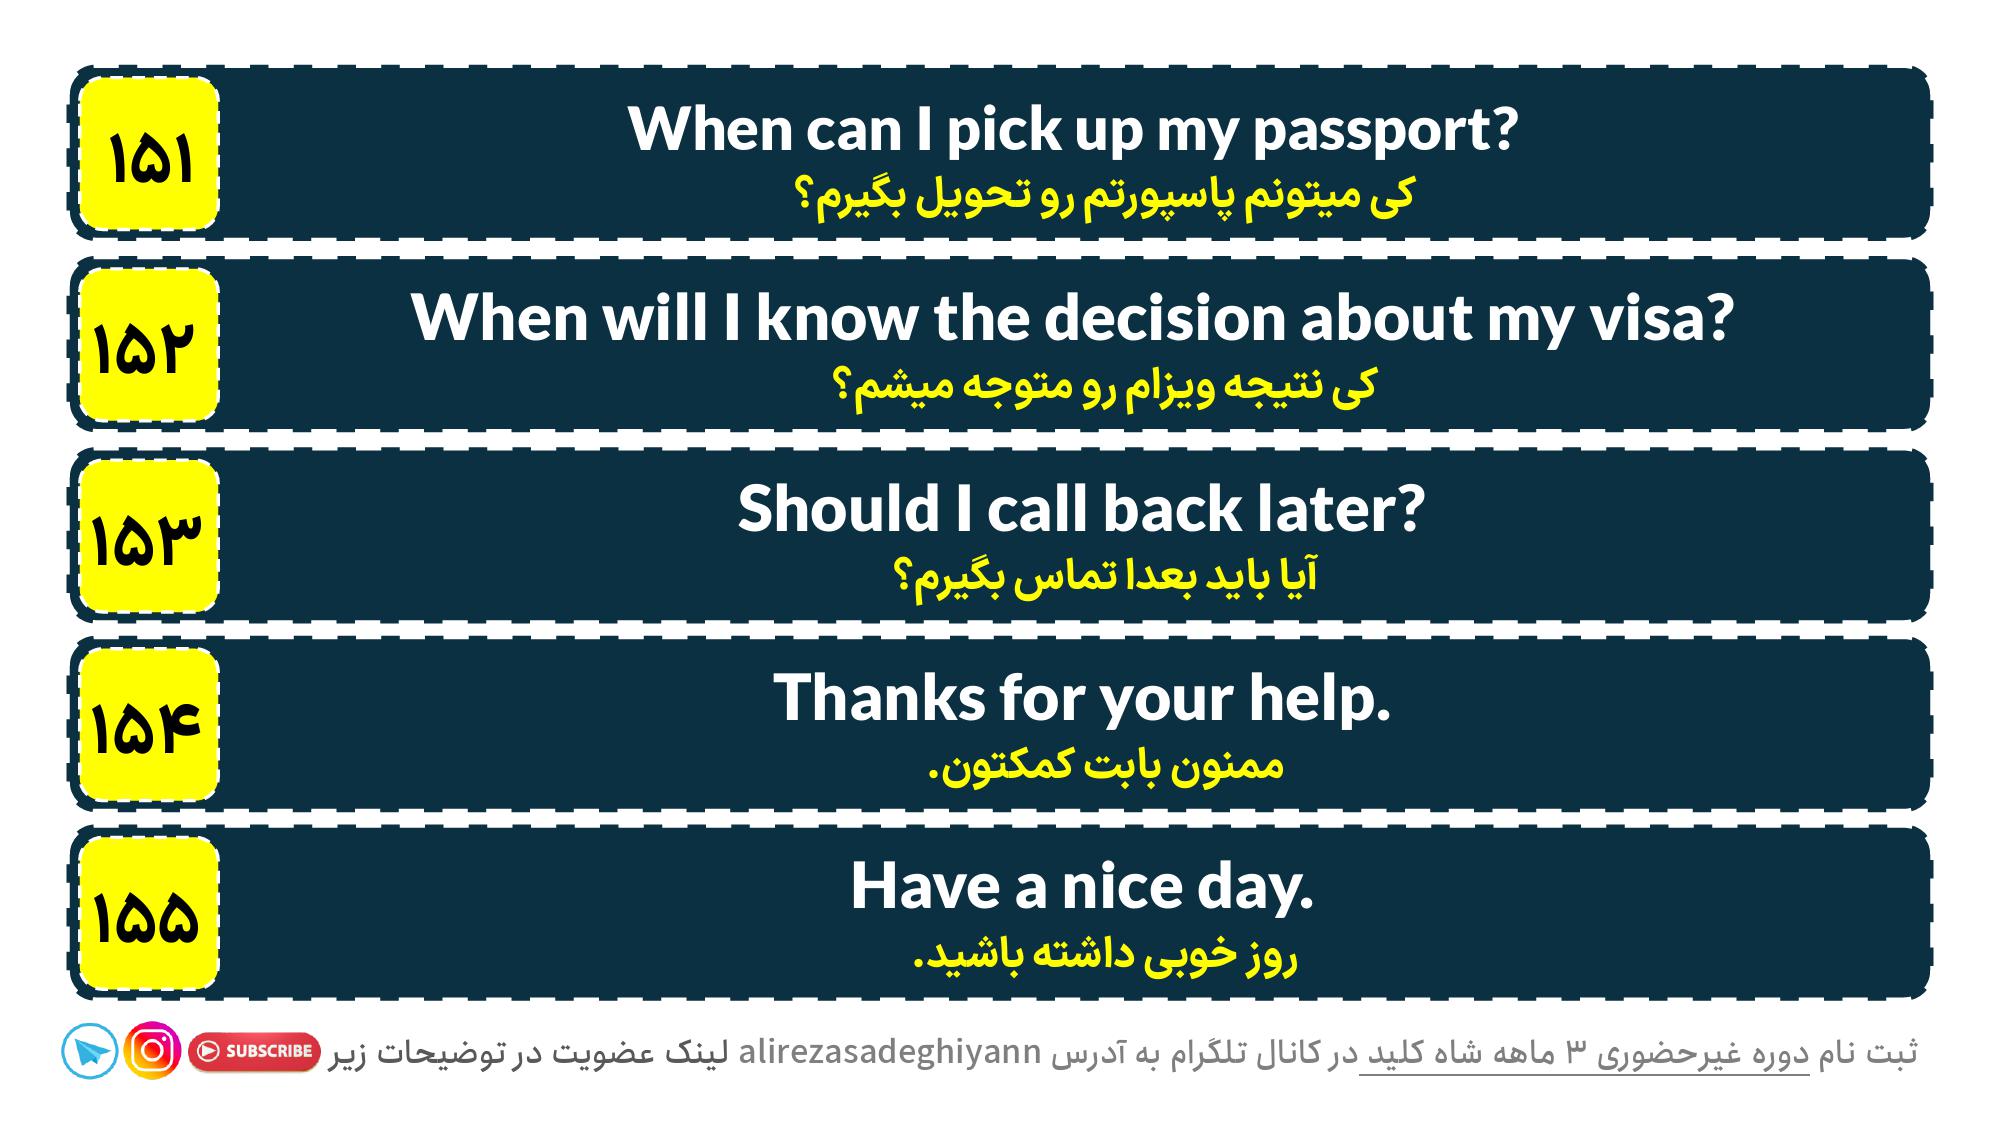 ۱۵۱
When can I pick up my passport?
کی میتونم پاسپورتم رو تحویل بگیرم؟
۱۵۲
When will I know the decision about my visa?
کی نتیجه ویزام رو متوجه میشم؟
۱۵۳
Should I call back later?
آیا باید بعدا تماس بگیرم؟
۱۵۴
Thanks for your help.
ممنون بابت کمکتون.
۱۵۵
Have a nice day.
روز خوبی داشته باشید.
ثبت نام دوره غیرحضوری ۳ ماهه شاه کلید در کانال تلگرام به آدرس alirezasadeghiyann لینک عضویت در توضیحات زیر SUBSCRIBE